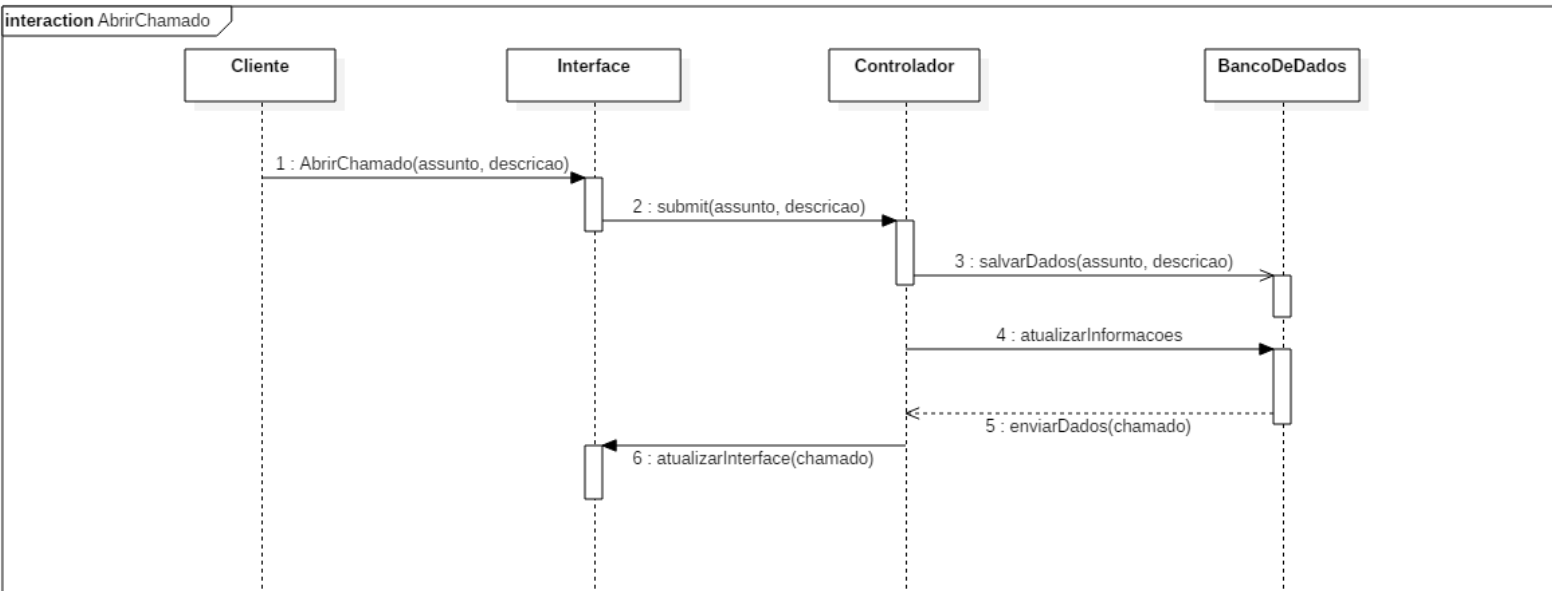 interaction AbrirChamado
Cliente
Interface
Controlador
BancoDeDados
1 : AbrirChamado(assunto, descricao)
2 : submit(assunto, descricao)
3 : salvarDados(assunto, descricao)
4 : atualizarInformacoes
5 : enviarDados(chamado)
6 : atualizarInterface(chamado)